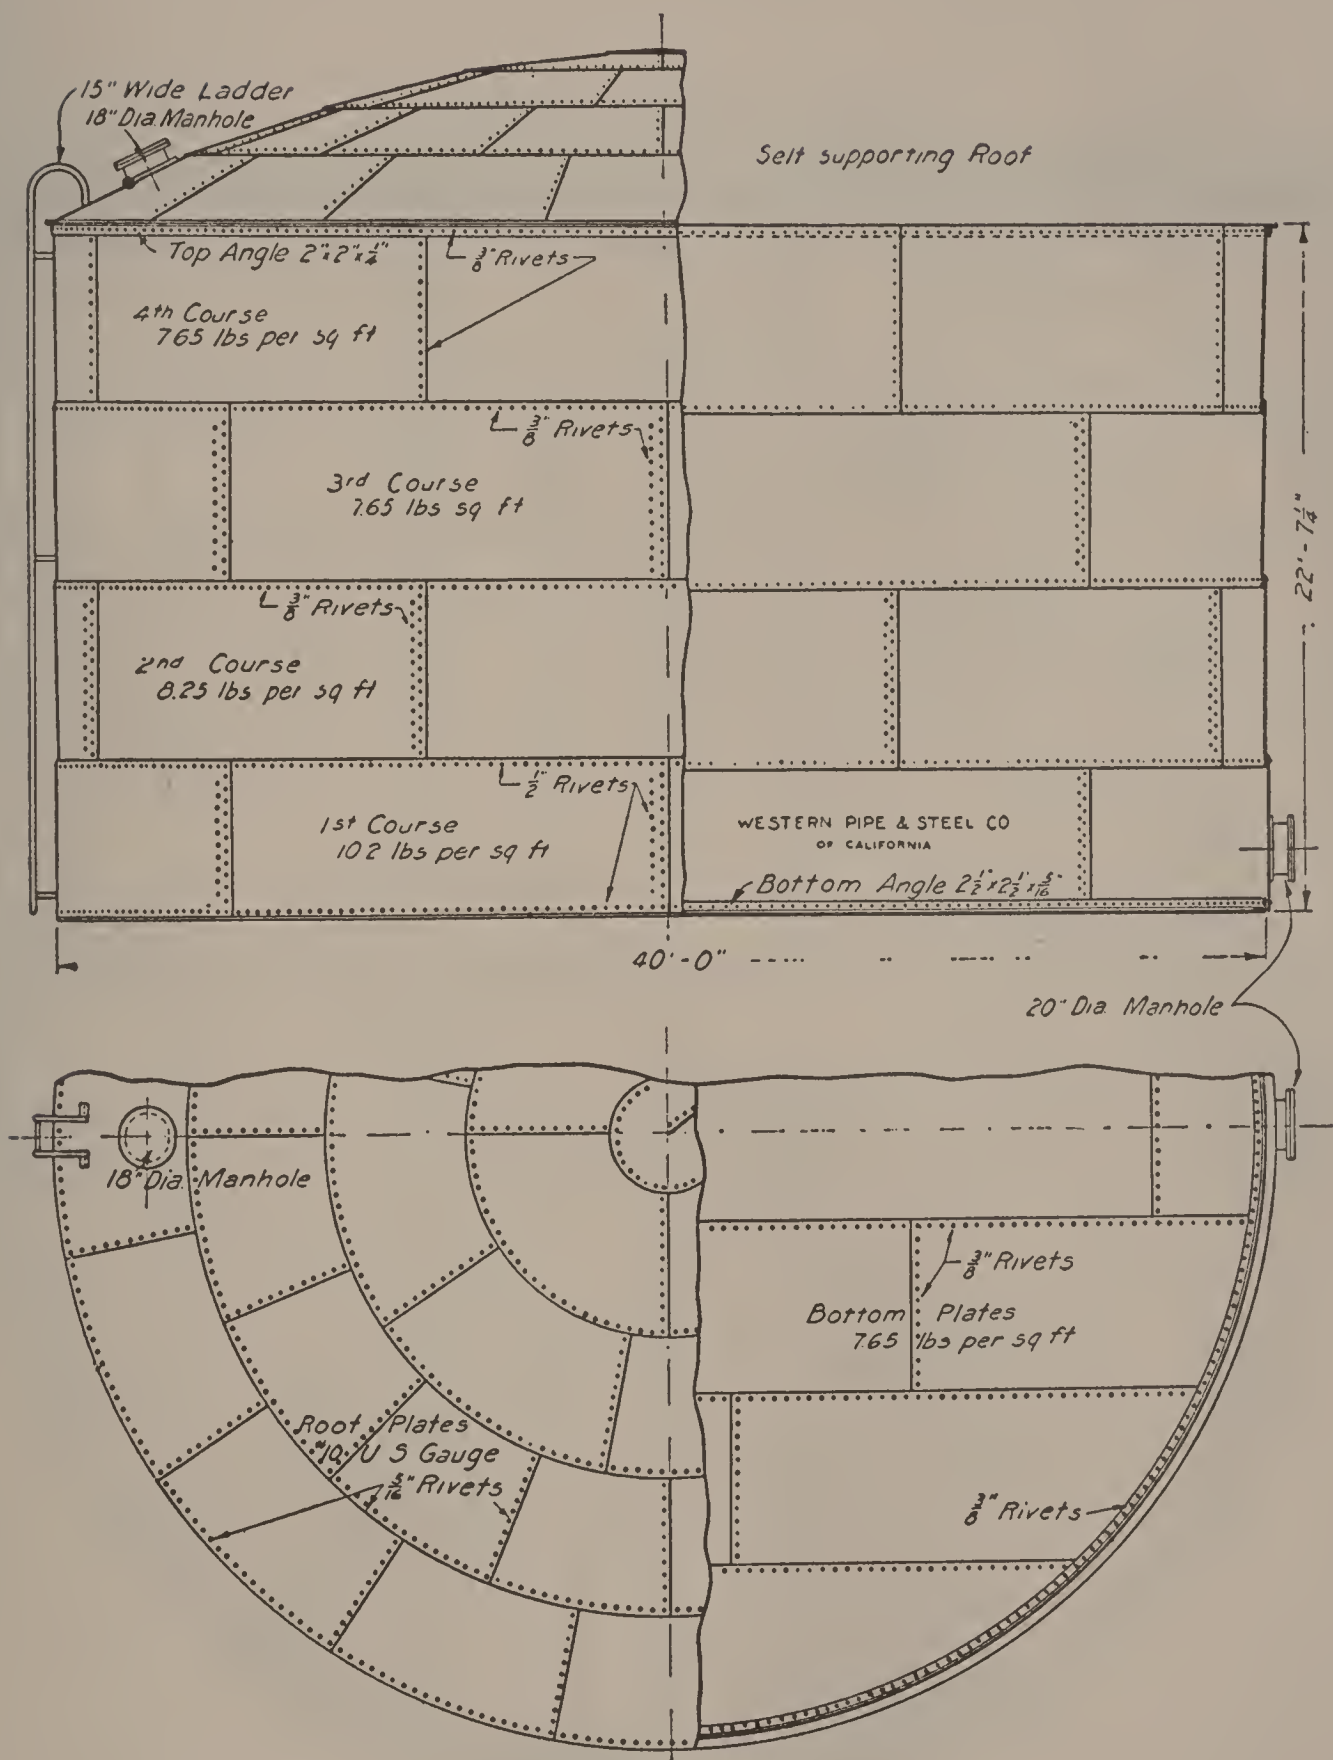 15" Wide Ladder
18" Dia. Manhole
Self supporting Roof
Top Angle 2"x2"x1/4"
3/8" Rivets
4th Course
7.65 lbs per sq ft
3/8" Rivets
3rd Course
7.65 lbs sq ft
22'-7 1/4"
3/8" Rivets
2nd Course
8.25 lbs per sq ft
1/2" Rivets
1st Course
10.2 lbs per sq ft
WESTERN PIPE & STEEL CO
OF CALIFORNIA
Bottom Angle 2 1/2"x2 1/2"x5/16"
40'-0"
20" Dia. Manhole
18" Dia. Manhole
3/8" Rivets
Bottom Plates
7.65 lbs per sq ft
Roof Plates
#10 U S Gauge
5/16" Rivets
3/8" Rivets